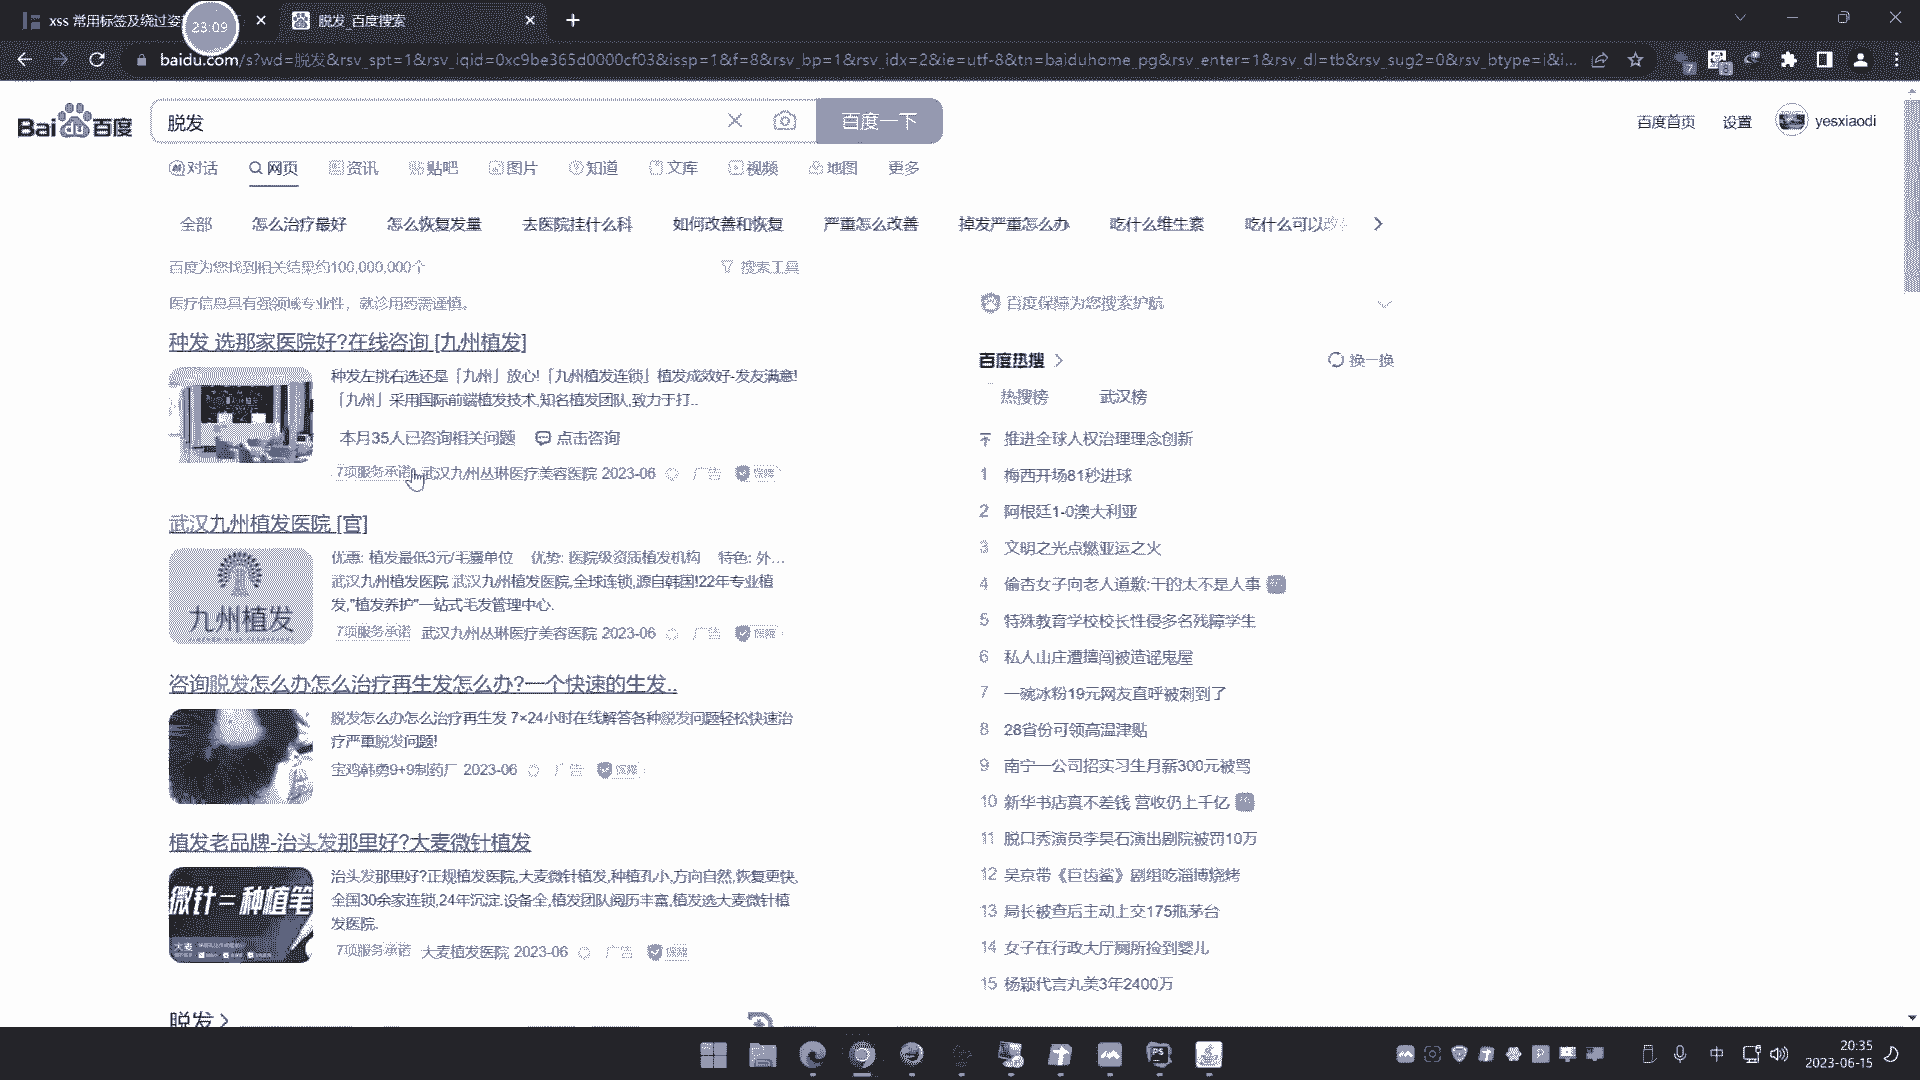 xss 常用标签及绕过姿
23:09
脱发_百度搜索
baidu.com/s?wd=脱发&rsv_spt=1&rsv_iqid=0xc9be365d0000cf03&issp=1&f=8&rsv_bp=1&rsv_idx=2&ie=utf-8&tn=baiduhome_pg&rsv_enter=1&rsv_dl=tb&rsv_sug2=0&rsv_btype=i&i...
7
8
Bai du 百度
脱发
百度一下
百度首页 设置 yesxiaodi
对话 网页 资讯 贴吧 图片 知道 文库 视频 地图 更多
全部 怎么治疗最好 怎么恢复发量 去医院挂什么科 如何改善和恢复 严重怎么改善 掉发严重怎么办 吃什么维生素 吃什么可以
百度为您找到相关结果约100,000,000个 搜索工具
医疗信息具有强领域专业性，就诊用药需谨慎。
种发 选那家医院好?在线咨询 [九州植发]
种发左挑右选还是「九州」放心!「九州植发连锁」植发成效好-发友满意!
「九州」采用国际前端植发技术,知名植发团队,致力于打..
本月35人已咨询相关问题 点击咨询
7项服务承诺 武汉九州丛琳医疗美容医院 2023-06 广告 保障
武汉九州植发医院 [官]
九州植发
优惠: 植发最低3元/毛囊单位 优势: 医院级资质植发机构 特色: 外...
武汉九州植发医院 武汉九州植发医院,全球连锁,源自韩国!22年专业植
发,"植发养护"一站式毛发管理中心.
7项服务承诺 武汉九州丛琳医疗美容医院 2023-06 广告 保障
咨询脱发怎么办怎么治疗再生发怎么办?一个快速的生发..
脱发怎么办怎么治疗再生发 7×24小时在线解答各种脱发问题轻松快速治
疗严重脱发问题!
宝鸡韩勇9+9制药厂 2023-06 广告 保障
植发老品牌-治头发那里好?大麦微针植发
微针=种植笔
大麦
治头发那里好?正规植发医院,大麦微针植发,种植孔小,方向自然,恢复更快,
全国30余家连锁,24年沉淀.设备全,植发团队阅历丰富,植发选大麦微针植
发医院.
7项服务承诺 大麦植发医院 2023-06 广告 保障
脱发
百度保障为您搜索护航
百度热搜 换一换
热搜榜 武汉榜
推进全球人权治理理念创新
1 梅西开场81秒进球
2 阿根廷1-0澳大利亚
3 文明之光点燃亚运之火
4 偷杏女子向老人道歉:干的太不是人事
5 特殊教育学校校长性侵多名残障学生
6 私人山庄遭擅闯被造谣鬼屋
7 一碗冰粉19元网友直呼被刺到了
8 28省份可领高温津贴
9 南宁一公司招实习生月薪300元被骂
10 新华书店真不差钱 营收仍上千亿
11 脱口秀演员李昊石演出剧院被罚10万
12 吴京带《巨齿鲨》剧组吃淄博烧烤
13 局长被查后主动上交175瓶茅台
14 女子在行政大厅厕所捡到婴儿
15 杨颖代言丸美3年2400万
中
20:35
2023-06-15